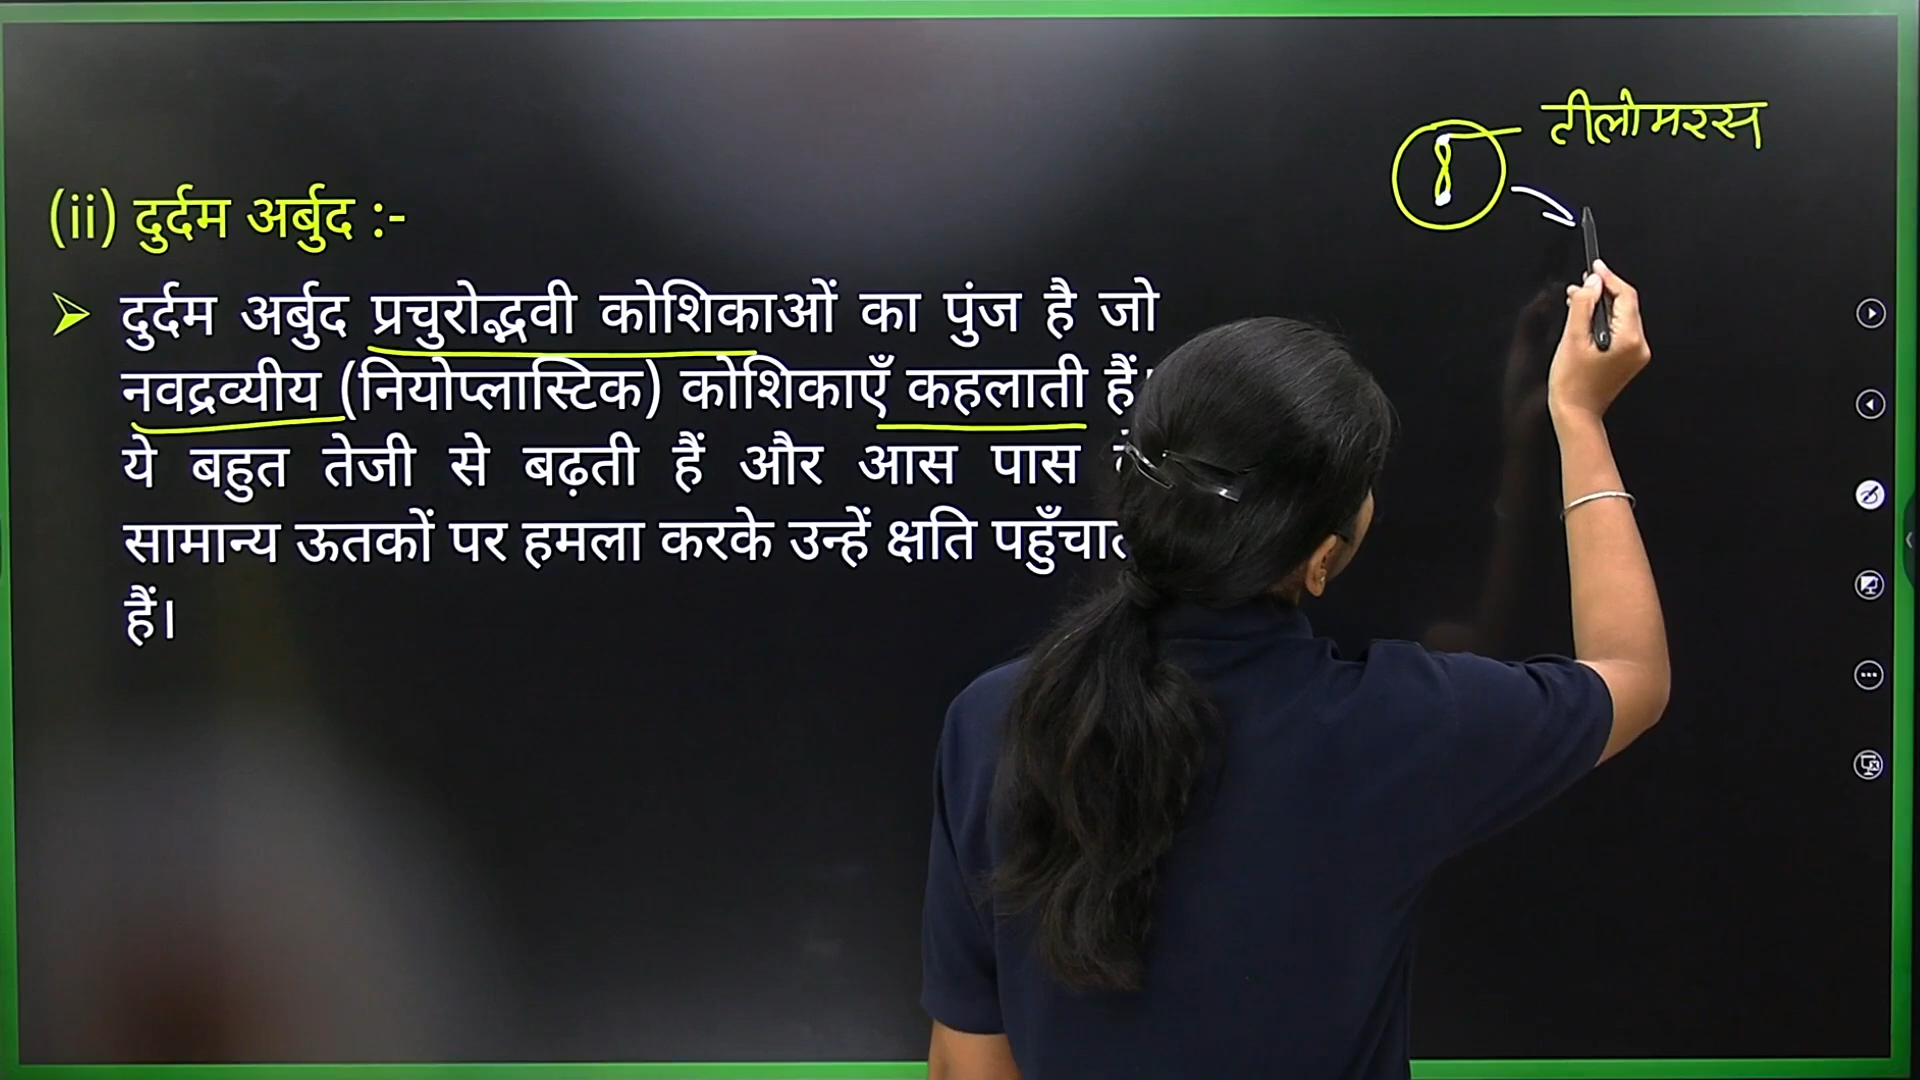 टीलोमरस
(ii) दुर्दम अर्बुद :-
➢ दुर्दम अर्बुद प्रचुरोद्भवी कोशिकाओं का पुंज है जो
नवद्रव्यीय (नियोप्लास्टिक) कोशिकाएँ कहलाती हैं।
ये बहुत तेजी से बढ़ती हैं और आस पास
सामान्य ऊतकों पर हमला करके उन्हें क्षति
हैं।